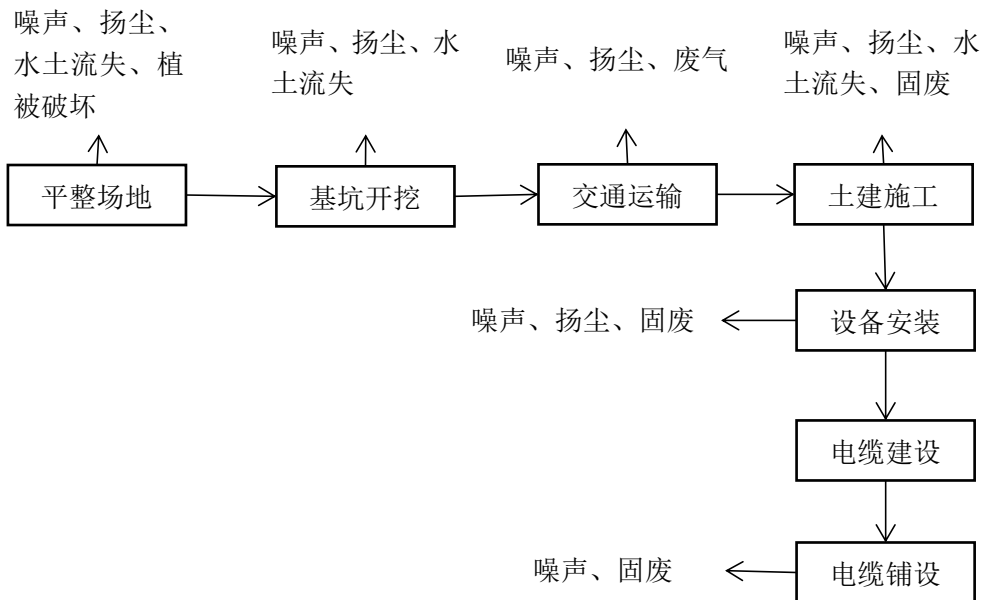 噪声、扬尘、
水土流失、植
被破坏
噪声、扬尘、水
土流失
噪声、扬尘、废气
噪声、扬尘、水
土流失、固废
平整场地
基坑开挖
交通运输
土建施工
噪声、扬尘、固废
设备安装
电缆建设
噪声、固废
电缆铺设